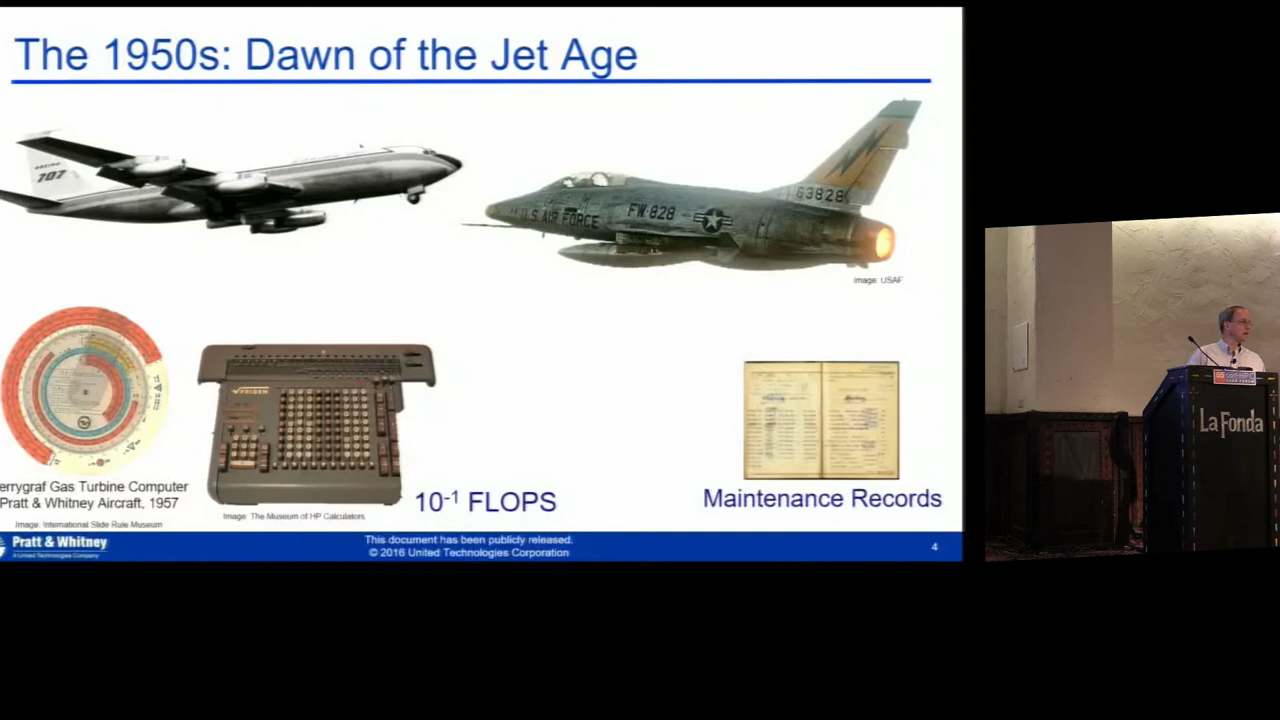 The 1950s: Dawn of the Jet Age
BOEING
707
U.S. AIR FORCE
FW-828
63828
Image: USAF
FRIDEN
errygraf Gas Turbine Computer
Pratt & Whitney Aircraft, 1957
Image: International Slide Rule Museum
Image: The Museum of HP Calculators
10⁻¹ FLOPS
Maintenance Records
Pratt & Whitney
A United Technologies Company
This document has been publicly released.
© 2016 United Technologies Corporation
4
La Fonda